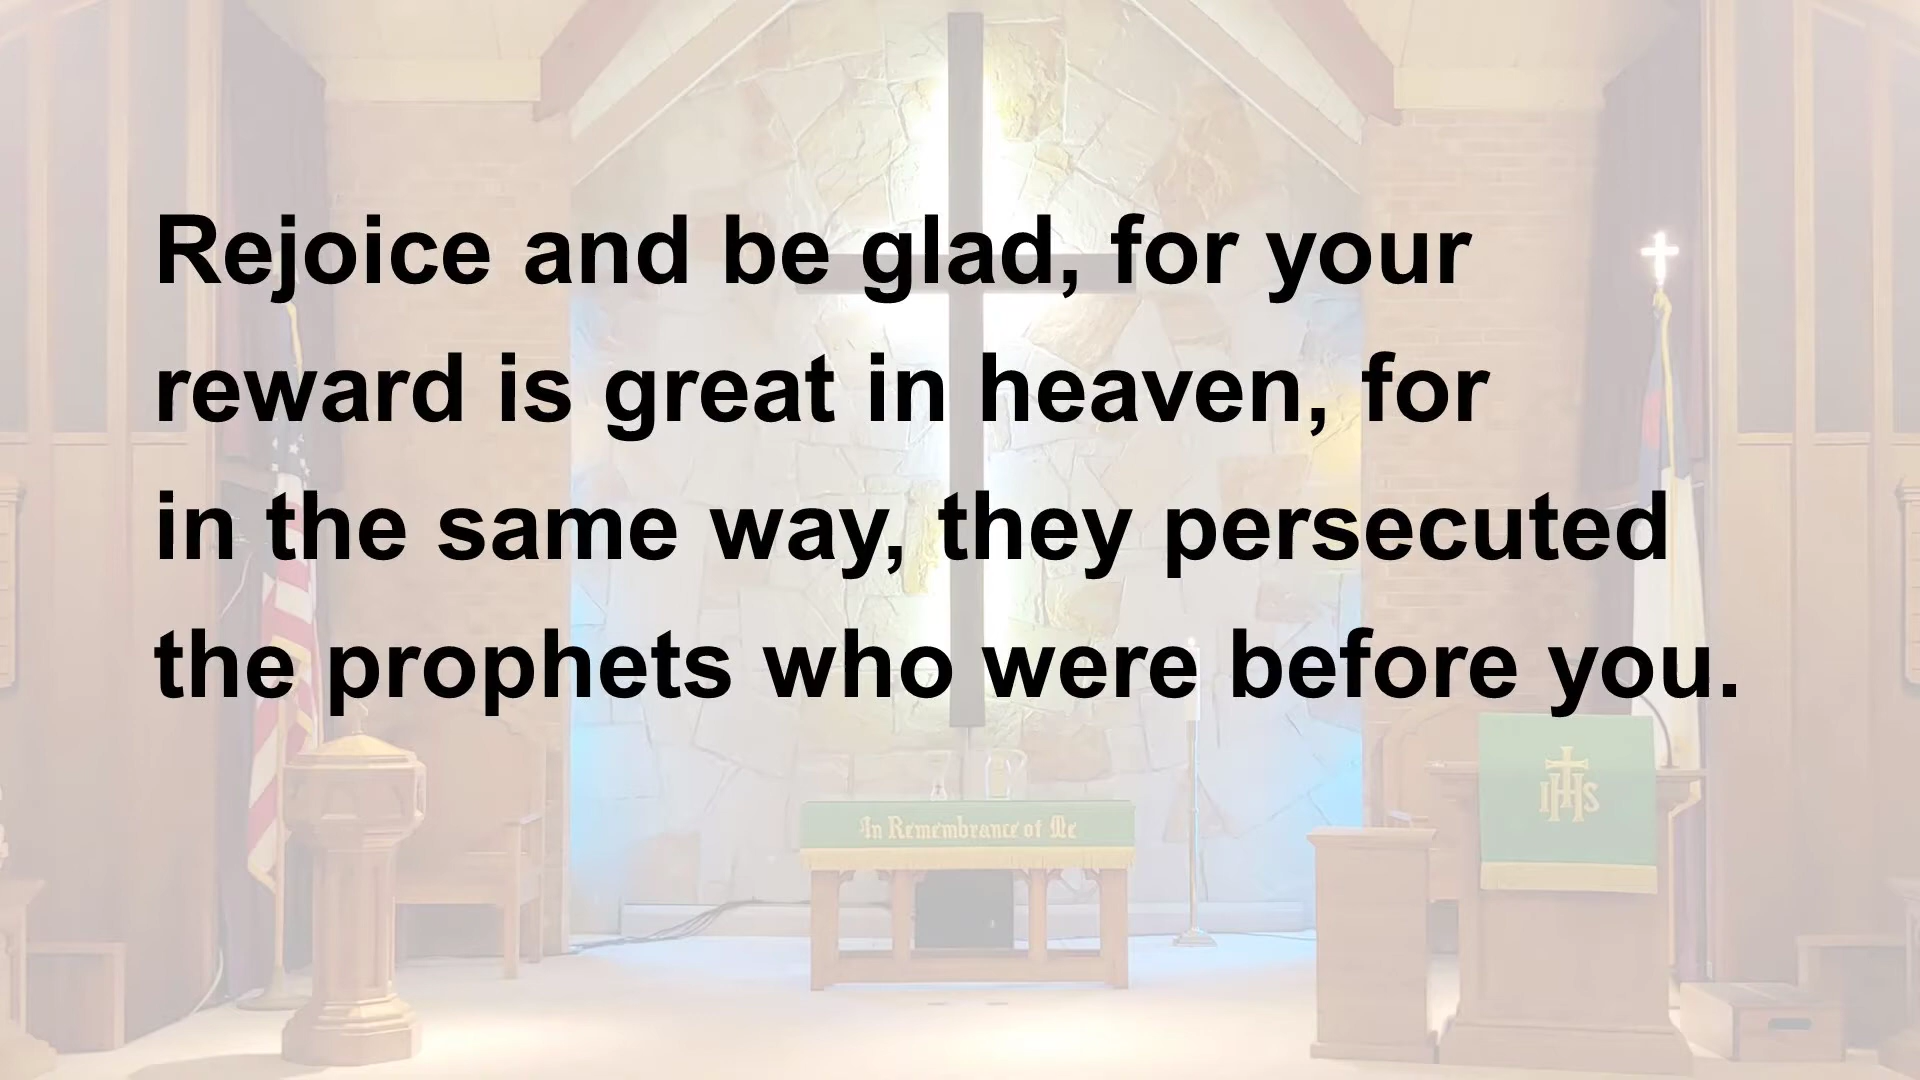 Rejoice and be glad, for your
reward is great in heaven, for
in the same way, they persecuted
the prophets who were before you.
In Remembrance of Me
IHS